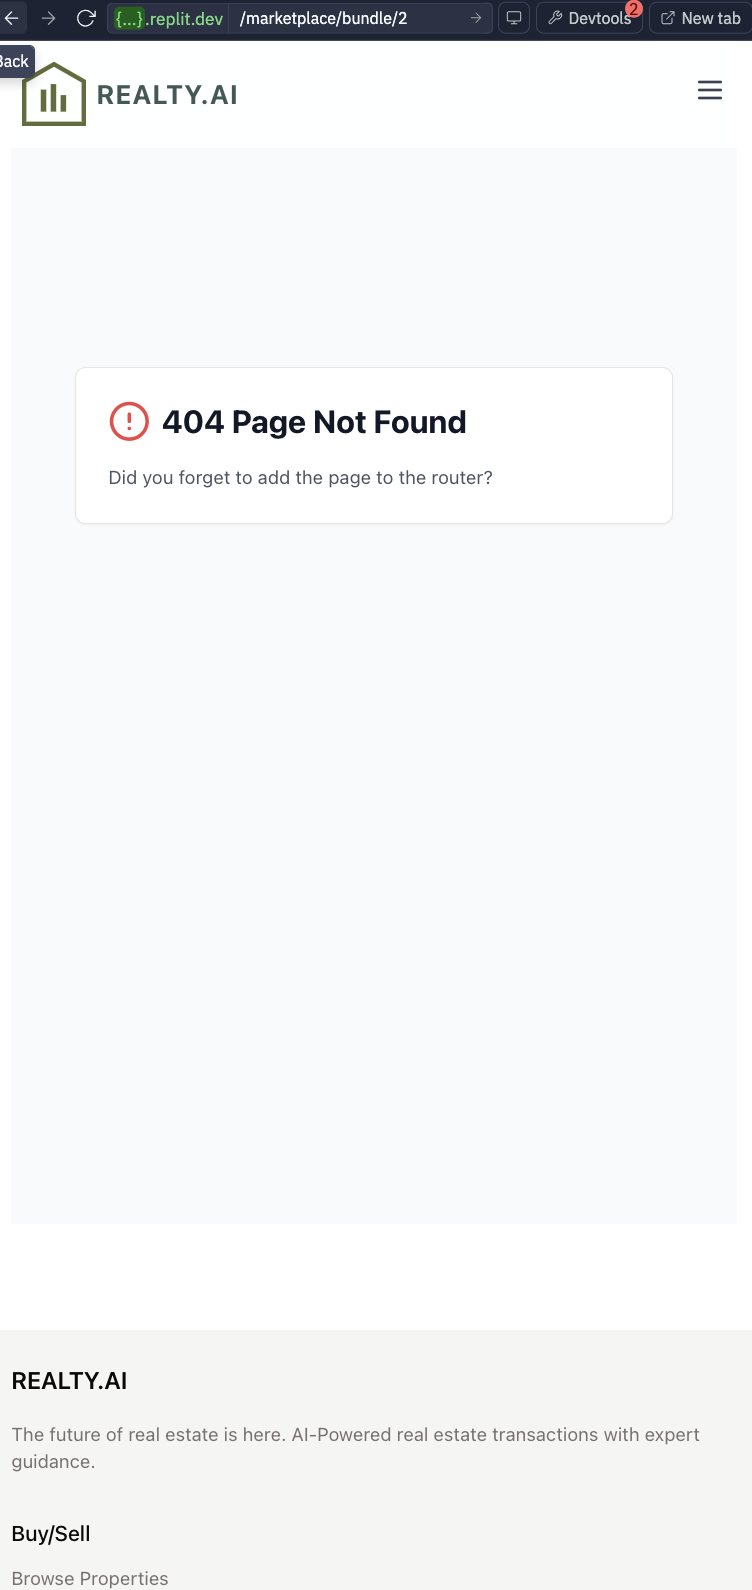 {...}.replit.dev /marketplace/bundle/2 Devtools 2 New tab
Back
REALTY.AI
404 Page Not Found
Did you forget to add the page to the router?
REALTY.AI
The future of real estate is here. AI-Powered real estate transactions with expert
guidance.
Buy/Sell
Browse Properties